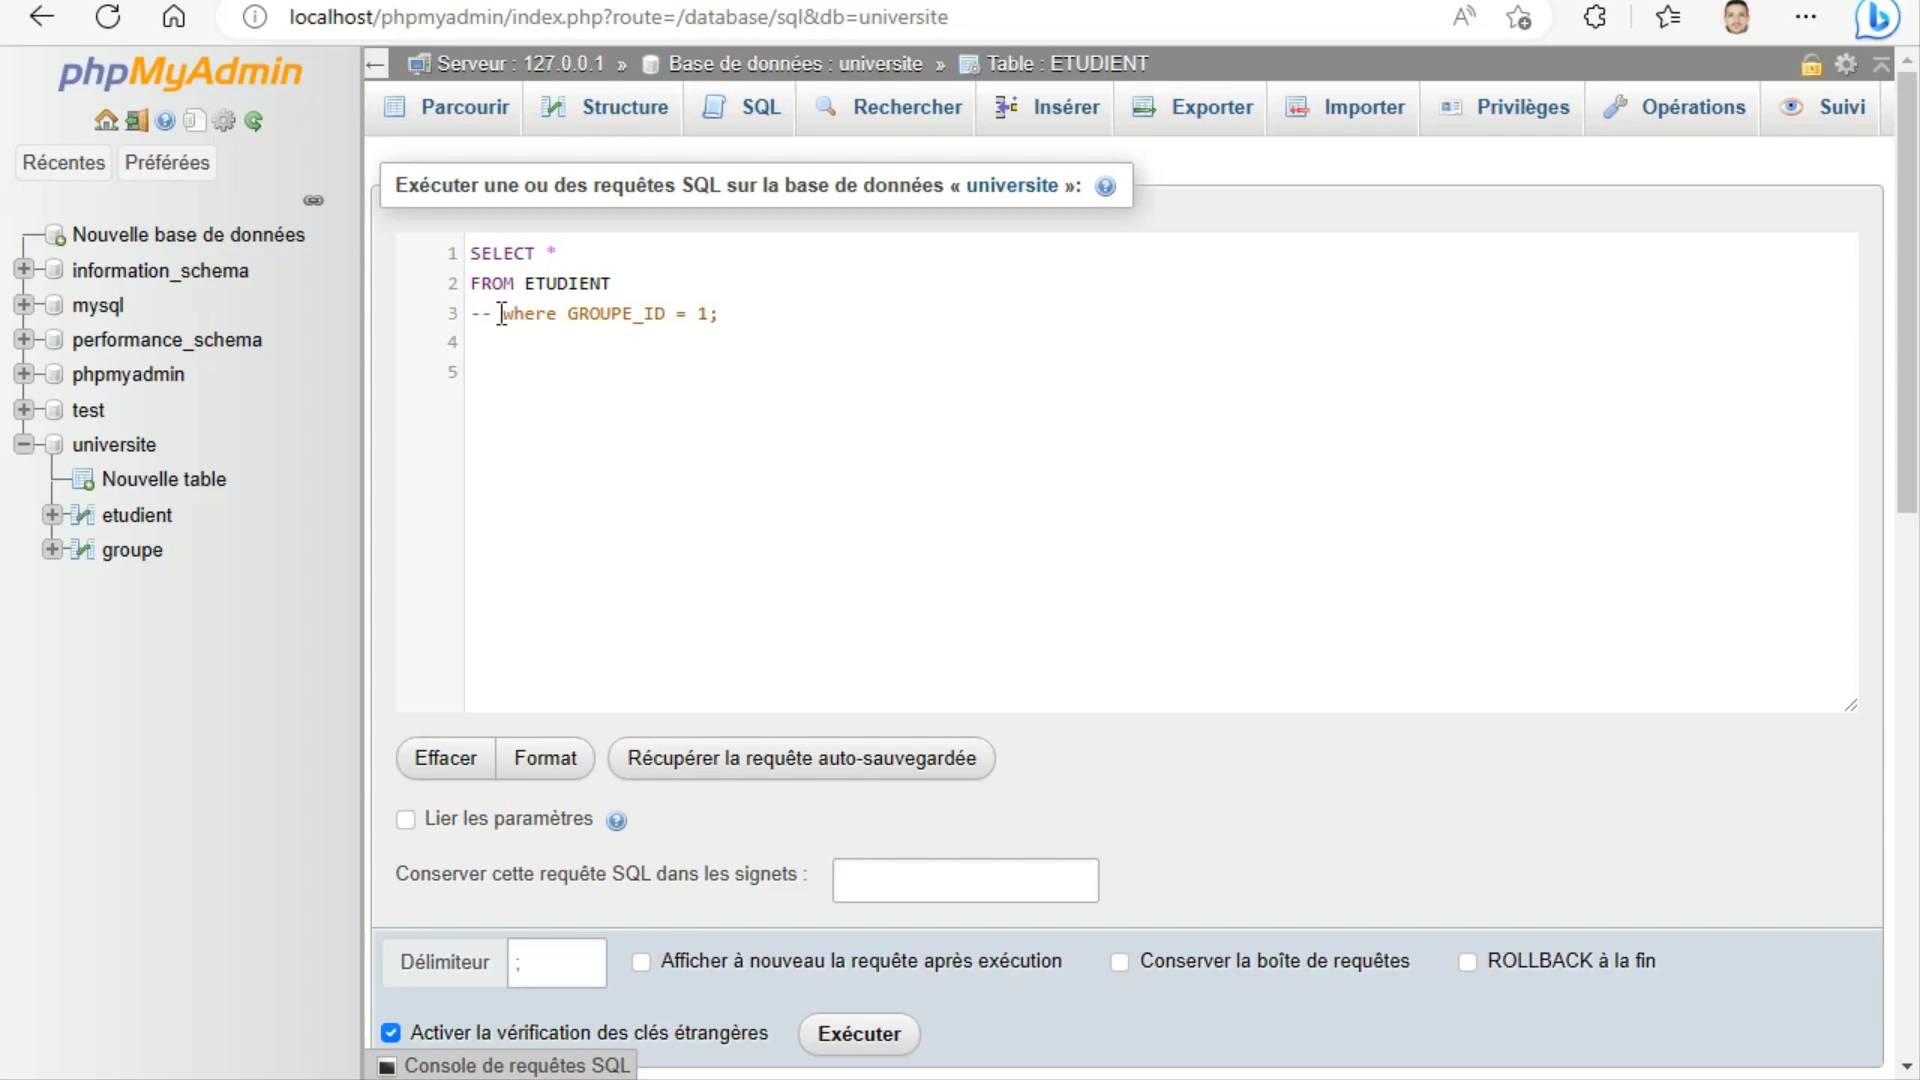 localhost/phpmyadmin/index.php?route=/database/sql&db=universite
phpMyAdmin
Récentes
Préférées
Nouvelle base de données
information_schema
mysql
performance_schema
phpmyadmin
test
universite
Nouvelle table
etudient
groupe
Serveur : 127.0.0.1 » Base de données : universite » Table : ETUDIENT
Parcourir
Structure
SQL
Rechercher
Insérer
Exporter
Importer
Privilèges
Opérations
Suivi
Exécuter une ou des requêtes SQL sur la base de données « universite »:
1 SELECT *
2 FROM ETUDIENT
3 -- where GROUPE_ID = 1;
4
5
Effacer
Format
Récupérer la requête auto-sauvegardée
Lier les paramètres
Conserver cette requête SQL dans les signets :
Délimiteur ;
Afficher à nouveau la requête après exécution
Conserver la boîte de requêtes
ROLLBACK à la fin
Activer la vérification des clés étrangères
Exécuter
Console de requêtes SQL